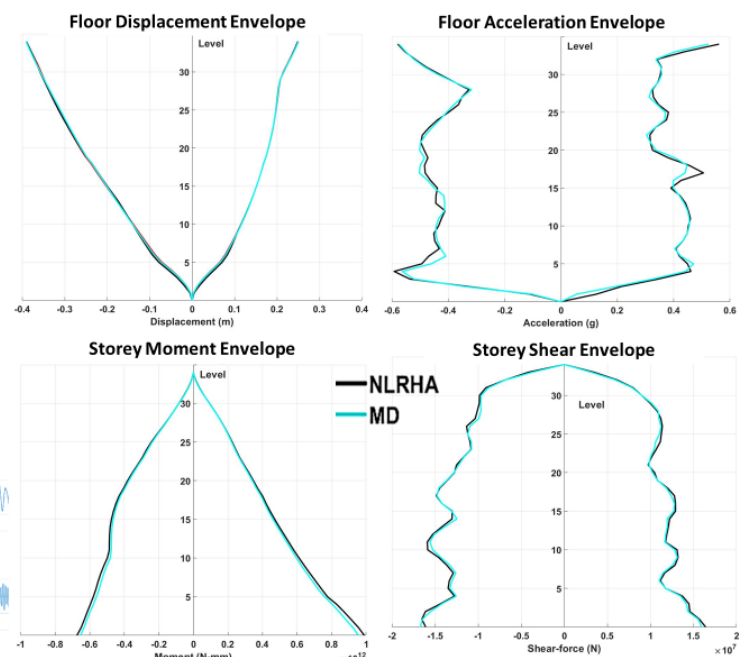 Floor Displacement Envelope
Level
30
25
20
15
10
5
-0.4 -0.3 -0.2 -0.1 0 0.1 0.2 0.3 0.4
Displacement (m)
Floor Acceleration Envelope
Level
30
25
20
15
10
5
-0.6 -0.4 -0.2 0 0.2 0.4 0.6
Acceleration (g)
Storey Moment Envelope
Level
30
25
20
15
10
5
-1 -0.8 -0.6 -0.4 -0.2 0 0.2 0.4 0.6 0.8 1
Moment (N-mm) ×10¹²
NLRHA
MD
Storey Shear Envelope
Level
30
25
20
15
10
5
-2 -1.5 -1 -0.5 0 0.5 1 1.5 2
Shear-force (N) ×10⁷